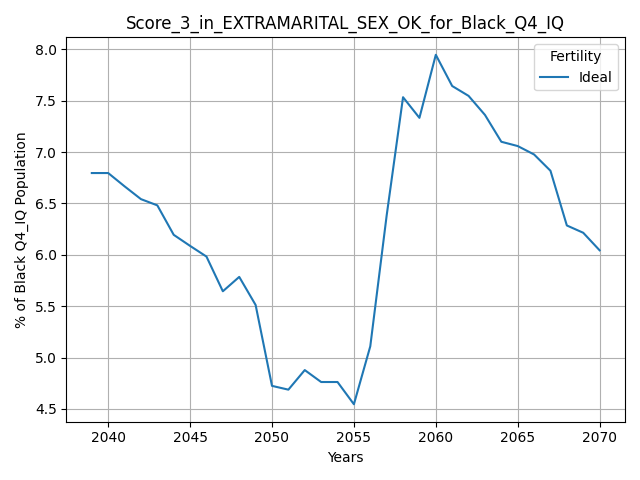 Score_3_in_EXTRAMARITAL_SEX_OK_for_Black_Q4_IQ
Fertility
Ideal
% of Black Q4_IQ Population
8.0
7.5
7.0
6.5
6.0
5.5
5.0
4.5
2040 2045 2050 2055 2060 2065 2070
Years